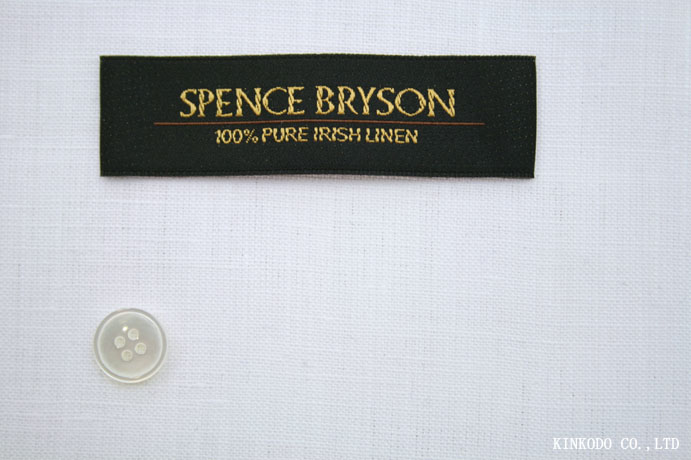 SPENCE BRYSON
100% PURE IRISH LINEN
KINKODO CO.,LTD